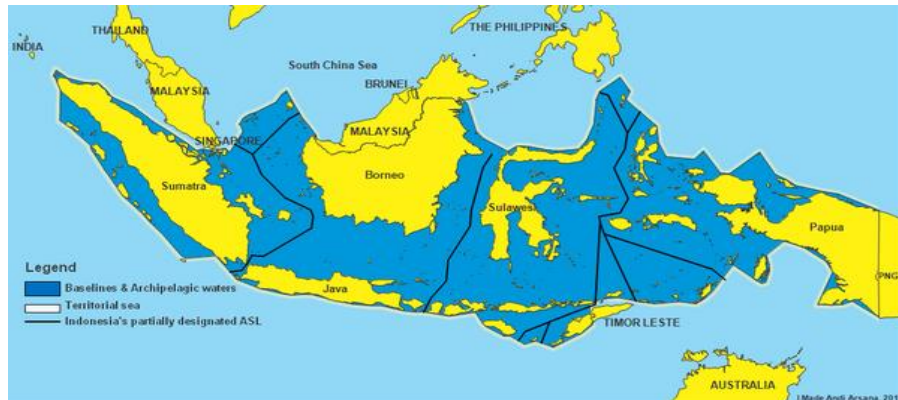 THAILAND
THE PHILIPPINES
INDIA
South China Sea
BRUNEI
MALAYSIA
MALAYSIA
SINGAPORE
Sumatra
Borneo
Sulawesi
Papua
Legend
(PNG
Baselines & Archipelagic waters
Java
Territorial sea
Indonesia's partially designated ASL
TIMOR LESTE
AUSTRALIA
I Made Andi Arsana, 201